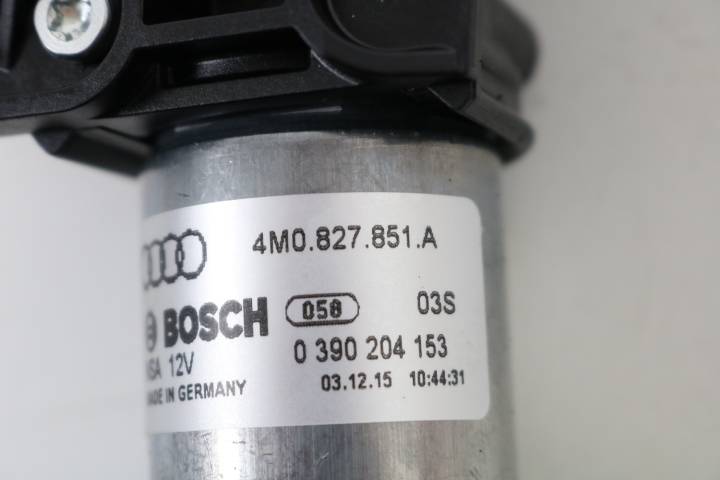 4M0.827.851.A
BOSCH 058 03S
12V 0 390 204 153
MADE IN GERMANY 03.12.15 10:44:31